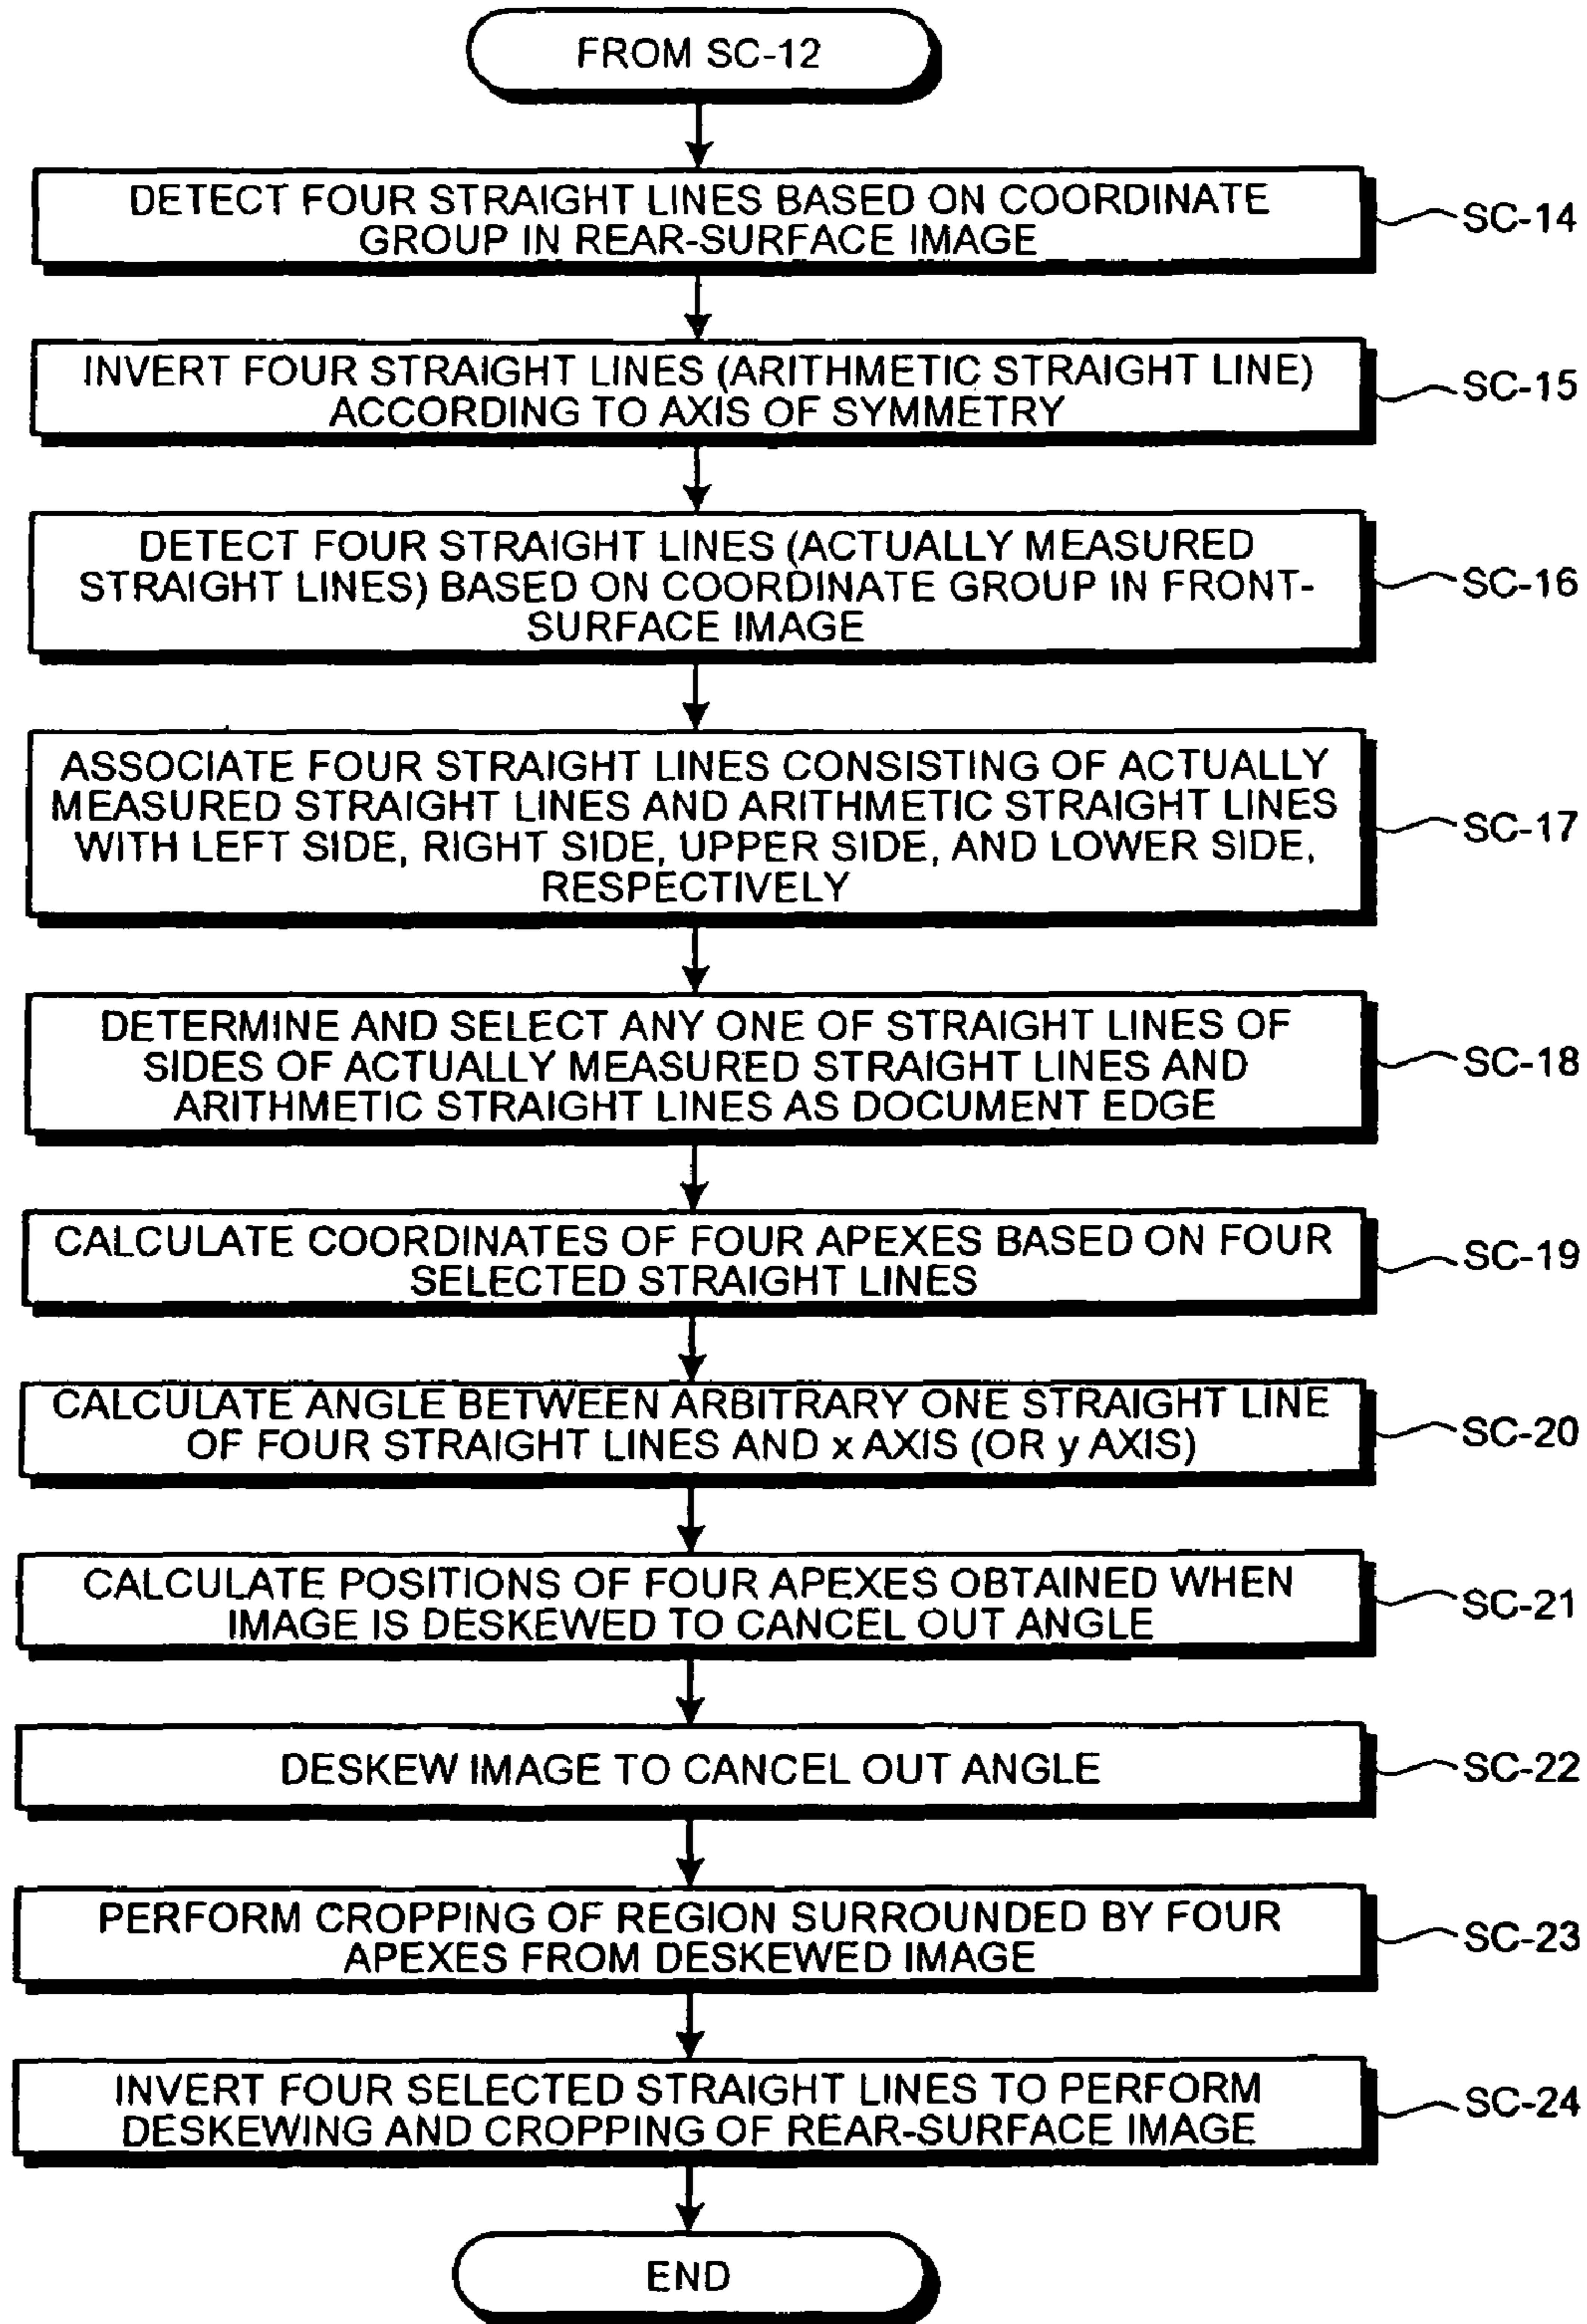 FROM SC-12
DETECT FOUR STRAIGHT LINES BASED ON COORDINATE
GROUP IN REAR-SURFACE IMAGE
SC-14
INVERT FOUR STRAIGHT LINES (ARITHMETIC STRAIGHT LINE)
ACCORDING TO AXIS OF SYMMETRY
SC-15
DETECT FOUR STRAIGHT LINES (ACTUALLY MEASURED
STRAIGHT LINES) BASED ON COORDINATE GROUP IN FRONT-
SURFACE IMAGE
SC-16
ASSOCIATE FOUR STRAIGHT LINES CONSISTING OF ACTUALLY
MEASURED STRAIGHT LINES AND ARITHMETIC STRAIGHT LINES
WITH LEFT SIDE, RIGHT SIDE, UPPER SIDE, AND LOWER SIDE,
RESPECTIVELY
SC-17
DETERMINE AND SELECT ANY ONE OF STRAIGHT LINES OF
SIDES OF ACTUALLY MEASURED STRAIGHT LINES AND
ARITHMETIC STRAIGHT LINES AS DOCUMENT EDGE
SC-18
CALCULATE COORDINATES OF FOUR APEXES BASED ON FOUR
SELECTED STRAIGHT LINES
SC-19
CALCULATE ANGLE BETWEEN ARBITRARY ONE STRAIGHT LINE
OF FOUR STRAIGHT LINES AND x AXIS (OR y AXIS)
SC-20
CALCULATE POSITIONS OF FOUR APEXES OBTAINED WHEN
IMAGE IS DESKEWED TO CANCEL OUT ANGLE
SC-21
DESKEW IMAGE TO CANCEL OUT ANGLE
SC-22
PERFORM CROPPING OF REGION SURROUNDED BY FOUR
APEXES FROM DESKEWED IMAGE
SC-23
INVERT FOUR SELECTED STRAIGHT LINES TO PERFORM
DESKEWING AND CROPPING OF REAR-SURFACE IMAGE
SC-24
END